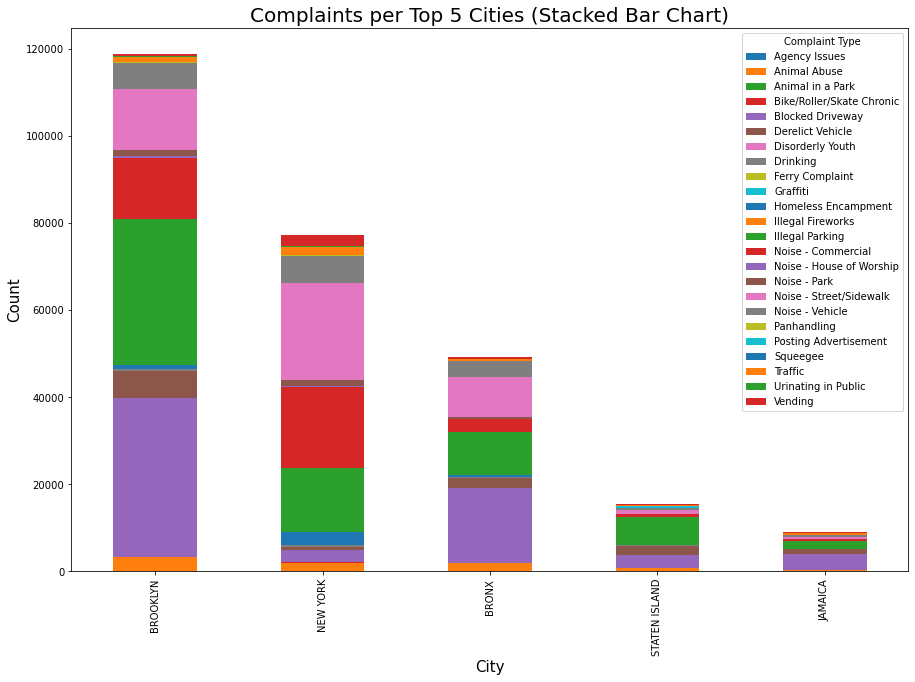 Complaints per Top 5 Cities (Stacked Bar Chart)
120000
100000
80000
60000
40000
20000
0
Count
Complaint Type
Agency Issues
Animal Abuse
Animal in a Park
Bike/Roller/Skate Chronic
Blocked Driveway
Derelict Vehicle
Disorderly Youth
Drinking
Ferry Complaint
Graffiti
Homeless Encampment
Illegal Fireworks
Illegal Parking
Noise - Commercial
Noise - House of Worship
Noise - Park
Noise - Street/Sidewalk
Noise - Vehicle
Panhandling
Posting Advertisement
Squeegee
Traffic
Urinating in Public
Vending
BROOKLYN
NEW YORK
BRONX
STATEN ISLAND
JAMAICA
City